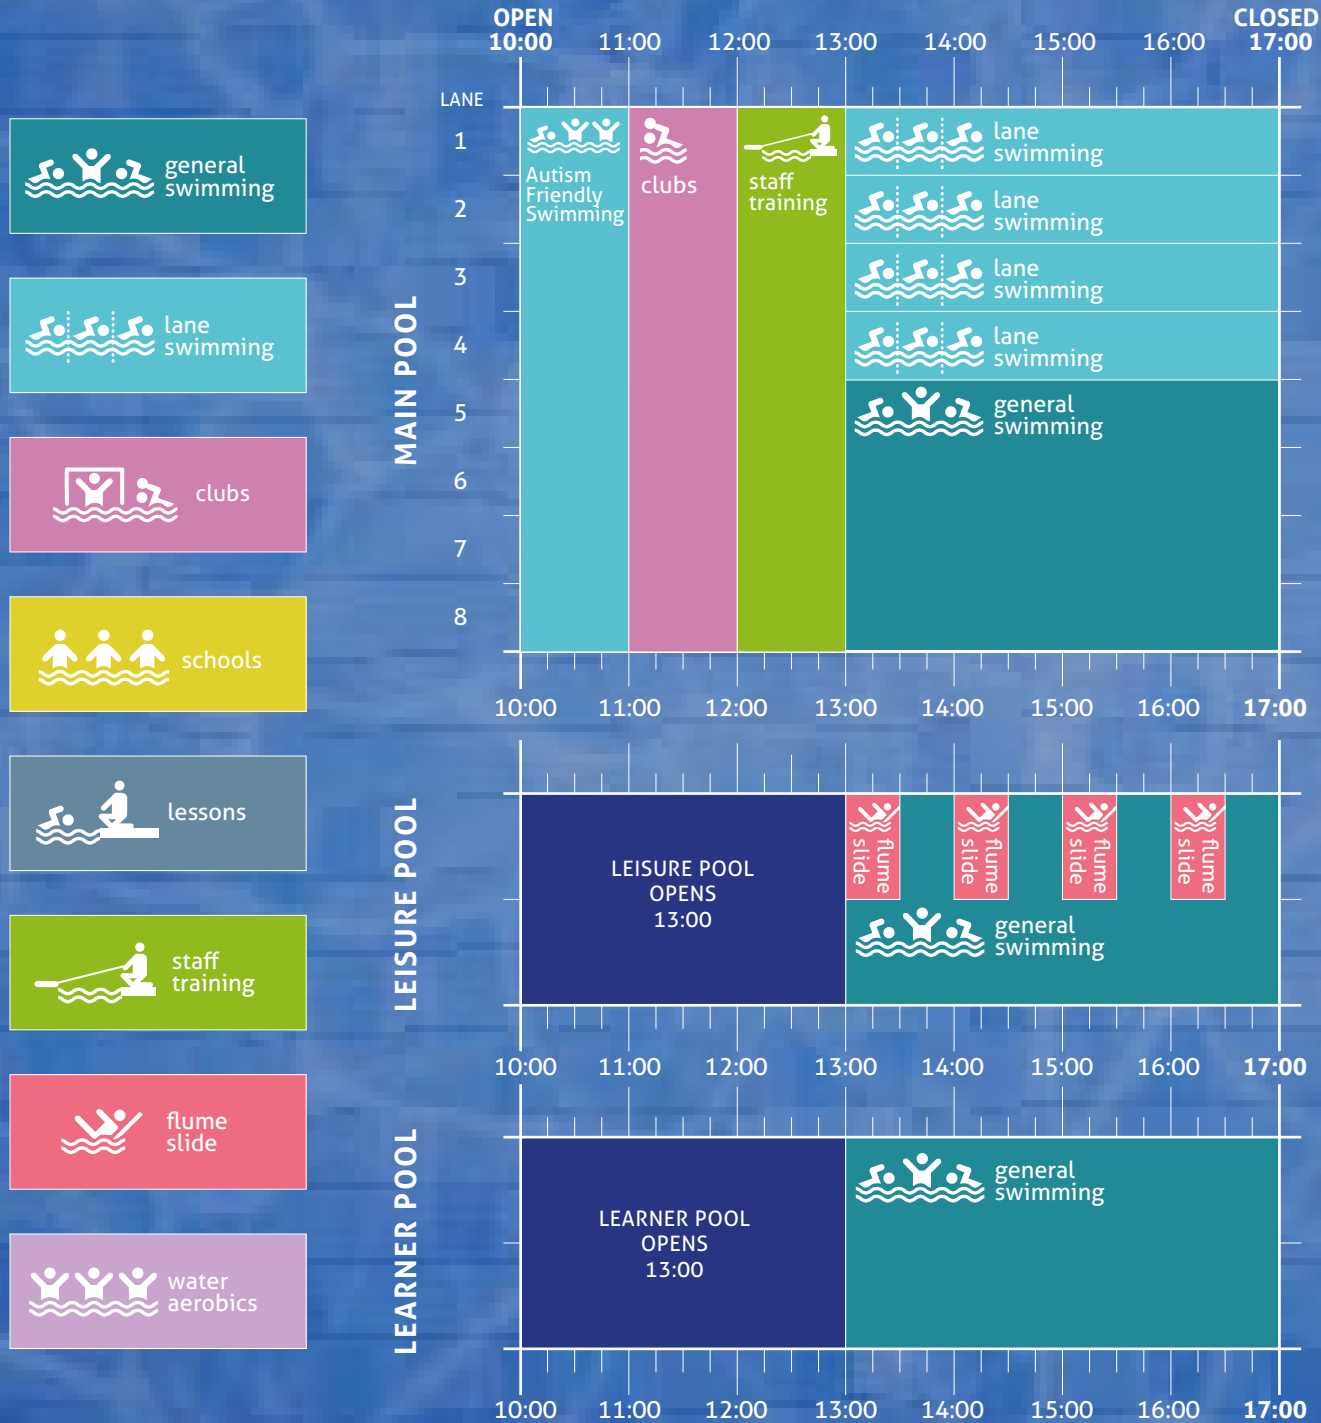 OPEN
CLOSED
10:00 11:00 12:00 13:00 14:00 15:00 16:00 17:00
general
swimming
lane
swimming
clubs
schools
lessons
staff
training
flume
slide
water
aerobics
MAIN POOL
LANE
1
2
3
4
5
6
7
8
Autism
Friendly
Swimming
clubs
staff
training
lane
swimming
lane
swimming
lane
swimming
lane
swimming
general
swimming
10:00 11:00 12:00 13:00 14:00 15:00 16:00 17:00
LEISURE POOL
LEISURE POOL
OPENS
13:00
flume
slide
flume
slide
flume
slide
flume
slide
general
swimming
10:00 11:00 12:00 13:00 14:00 15:00 16:00 17:00
LEARNER POOL
LEARNER POOL
OPENS
13:00
general
swimming
10:00 11:00 12:00 13:00 14:00 15:00 16:00 17:00